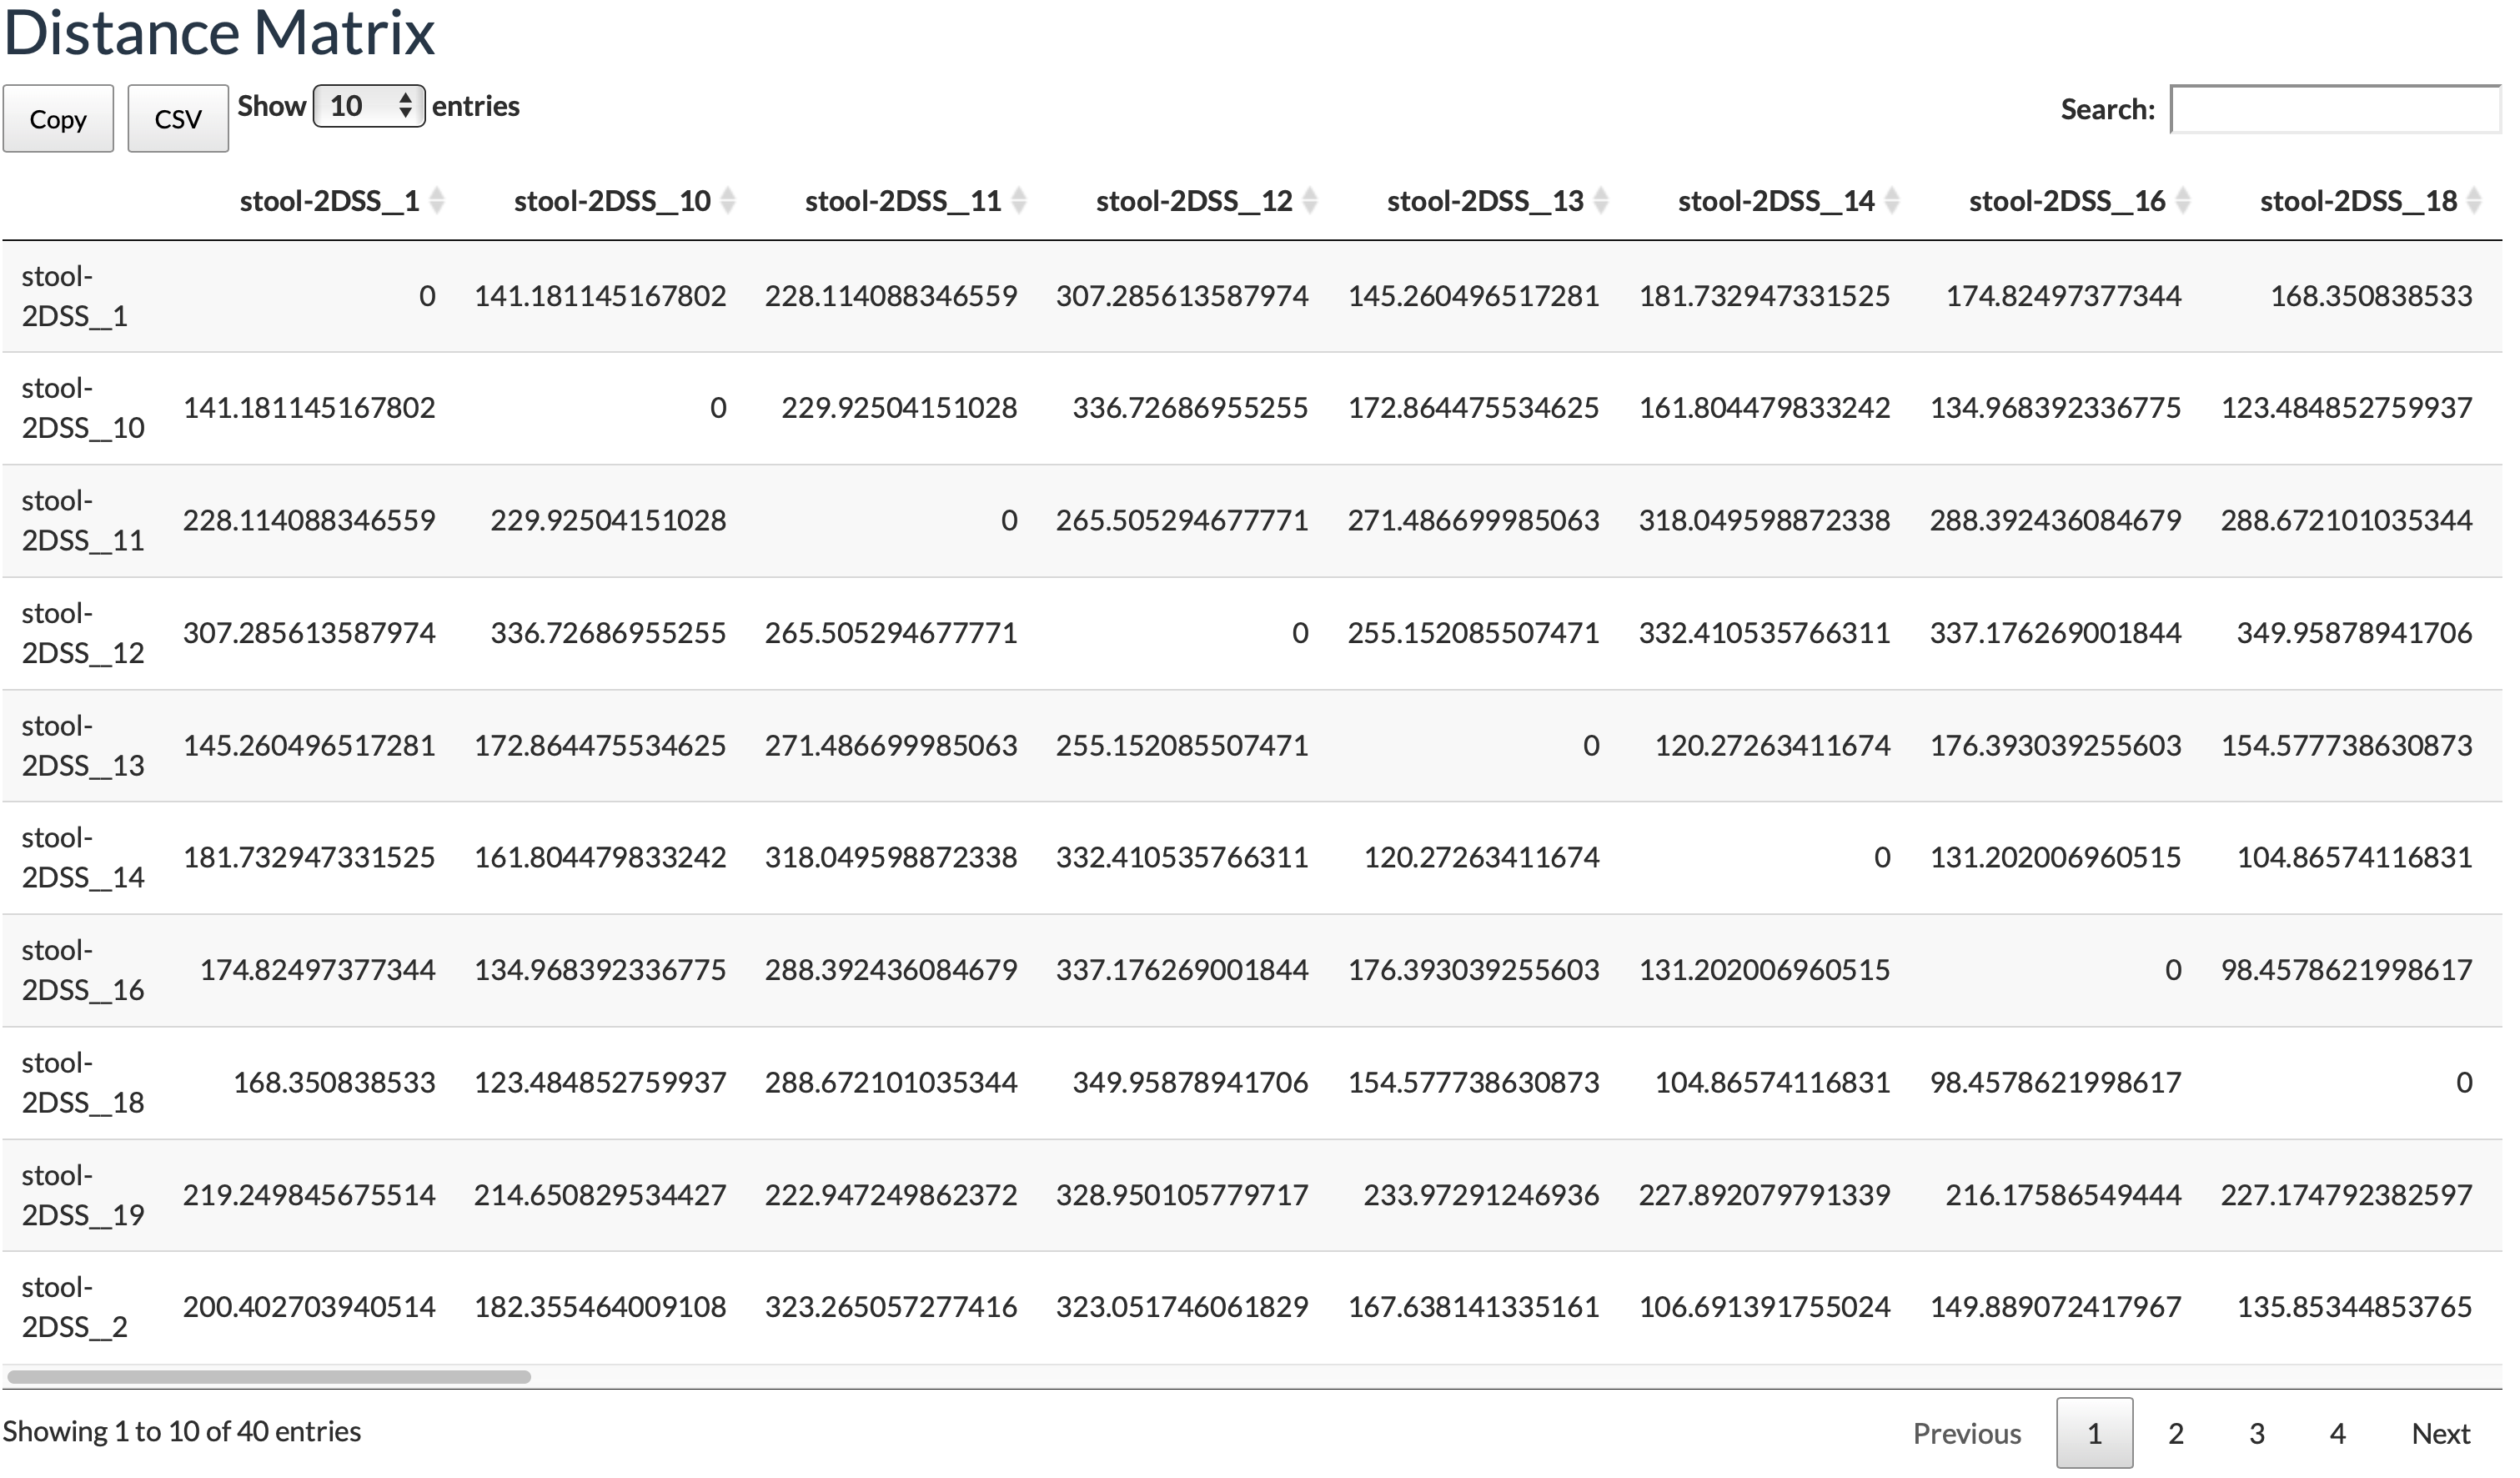 Distance Matrix
Copy CSV Show 10 entries Search:
stool-2DSS__1 stool-2DSS__10 stool-2DSS__11 stool-2DSS__12 stool-2DSS__13 stool-2DSS__14 stool-2DSS__16 stool-2DSS__18
stool-
2DSS__1 0 141.181145167802 228.114088346559 307.285613587974 145.260496517281 181.732947331525 174.82497377344 168.350838533
stool-
2DSS__10 141.181145167802 0 229.92504151028 336.72686955255 172.864475534625 161.804479833242 134.968392336775 123.484852759937
stool-
2DSS__11 228.114088346559 229.92504151028 0 265.505294677771 271.486699985063 318.049598872338 288.392436084679 288.672101035344
stool-
2DSS__12 307.285613587974 336.72686955255 265.505294677771 0 255.152085507471 332.410535766311 337.176269001844 349.95878941706
stool-
2DSS__13 145.260496517281 172.864475534625 271.486699985063 255.152085507471 0 120.27263411674 176.393039255603 154.577738630873
stool-
2DSS__14 181.732947331525 161.804479833242 318.049598872338 332.410535766311 120.27263411674 0 131.202006960515 104.86574116831
stool-
2DSS__16 174.82497377344 134.968392336775 288.392436084679 337.176269001844 176.393039255603 131.202006960515 0 98.4578621998617
stool-
2DSS__18 168.350838533 123.484852759937 288.672101035344 349.95878941706 154.577738630873 104.86574116831 98.4578621998617 0
stool-
2DSS__19 219.249845675514 214.650829534427 222.947249862372 328.950105779717 233.97291246936 227.892079791339 216.17586549444 227.174792382597
stool-
2DSS__2 200.402703940514 182.355464009108 323.265057277416 323.051746061829 167.638141335161 106.691391755024 149.889072417967 135.85344853765
Showing 1 to 10 of 40 entries Previous 1 2 3 4 Next